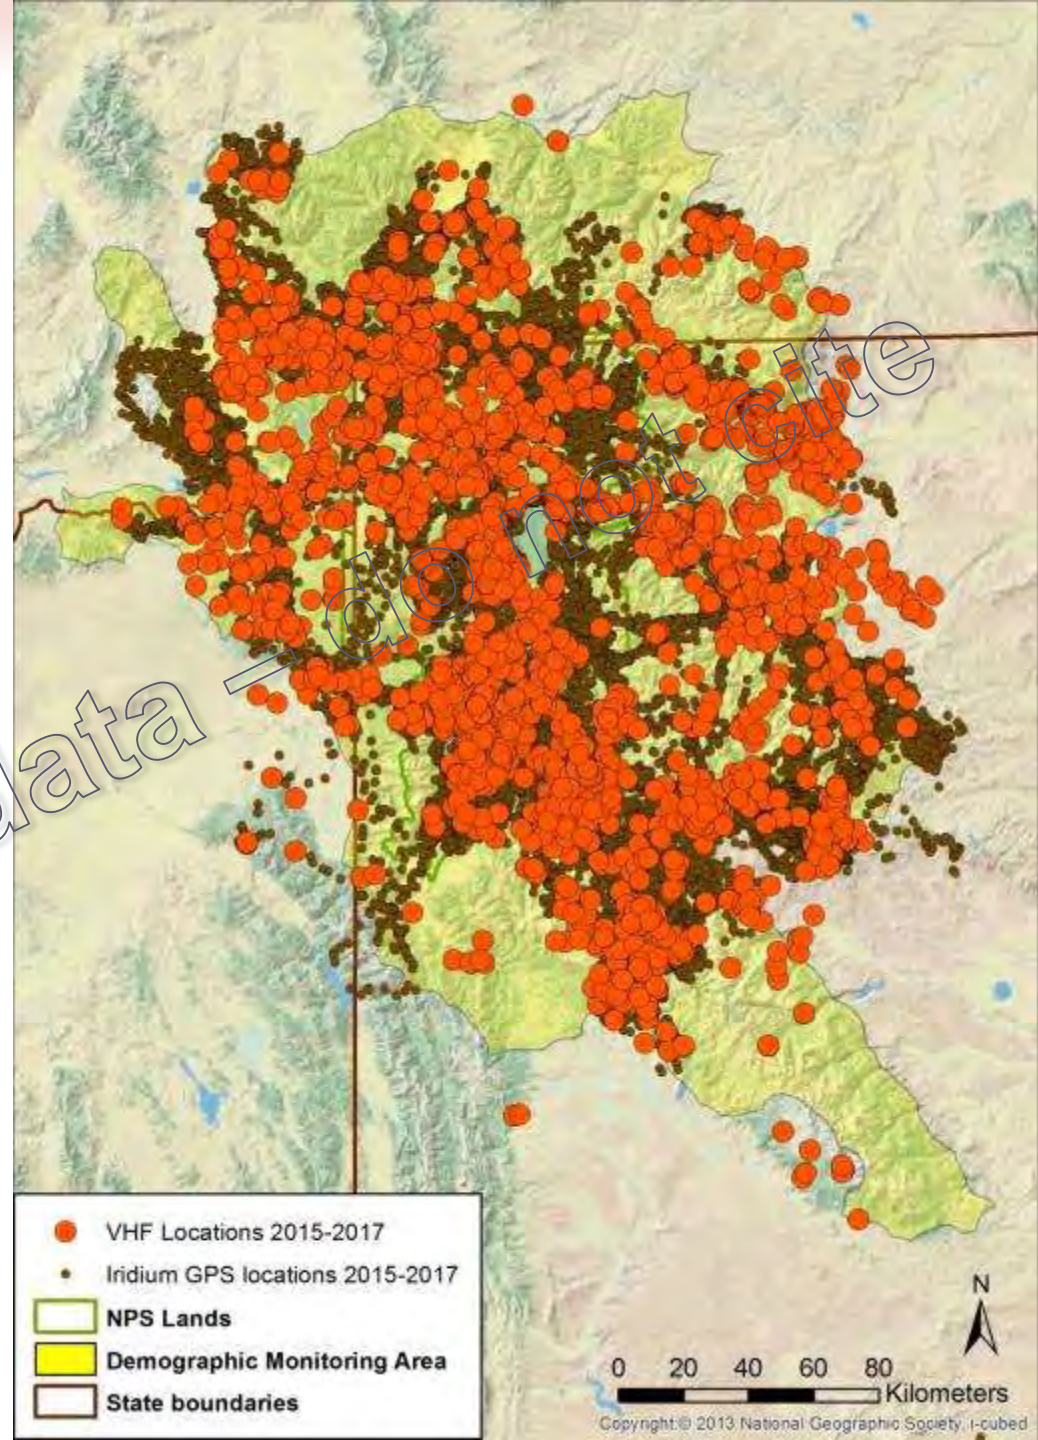 data – do not cite
VHF Locations 2015-2017
Iridium GPS locations 2015-2017
NPS Lands
Demographic Monitoring Area
State boundaries
N
0 20 40 60 80
Kilometers
Copyright:© 2013 National Geographic Society, i-cubed